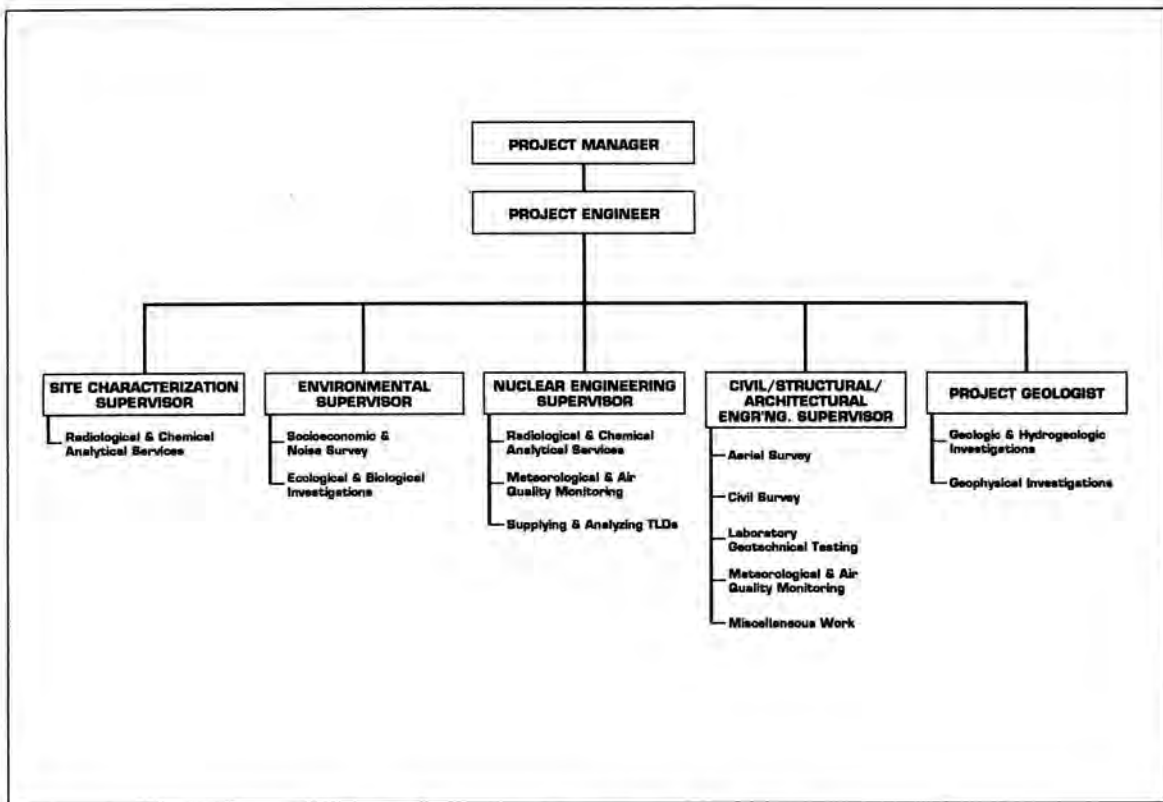 PROJECT MANAGER
PROJECT ENGINEER
SITE CHARACTERIZATION
SUPERVISOR
Radiological & Chemical
Analytical Services
ENVIRONMENTAL
SUPERVISOR
Socioeconomic &
Noise Survey
Ecological & Biological
Investigations
NUCLEAR ENGINEERING
SUPERVISOR
Radiological & Chemical
Analytical Services
Meteorological & Air
Quality Monitoring
Supplying & Analyzing TLDs
CIVIL/STRUCTURAL/
ARCHITECTURAL
ENGR'NG. SUPERVISOR
Aerial Survey
Civil Survey
Laboratory
Geotechnical Testing
Meteorological & Air
Quality Monitoring
Miscellaneous Work
PROJECT GEOLOGIST
Geologic & Hydrogeologic
Investigations
Geophysical Investigations